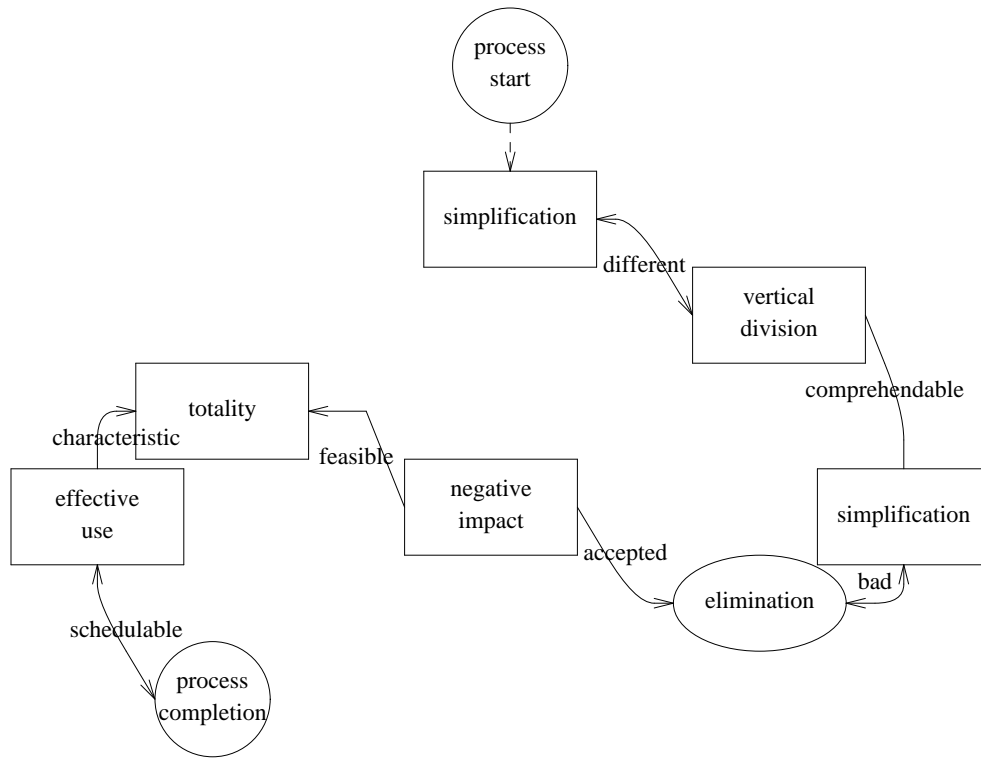 process
start
simplification
different
vertical
division
comprehendable
totality
characteristic
feasible
effective
use
negative
impact
simplification
accepted
bad
elimination
schedulable
process
completion